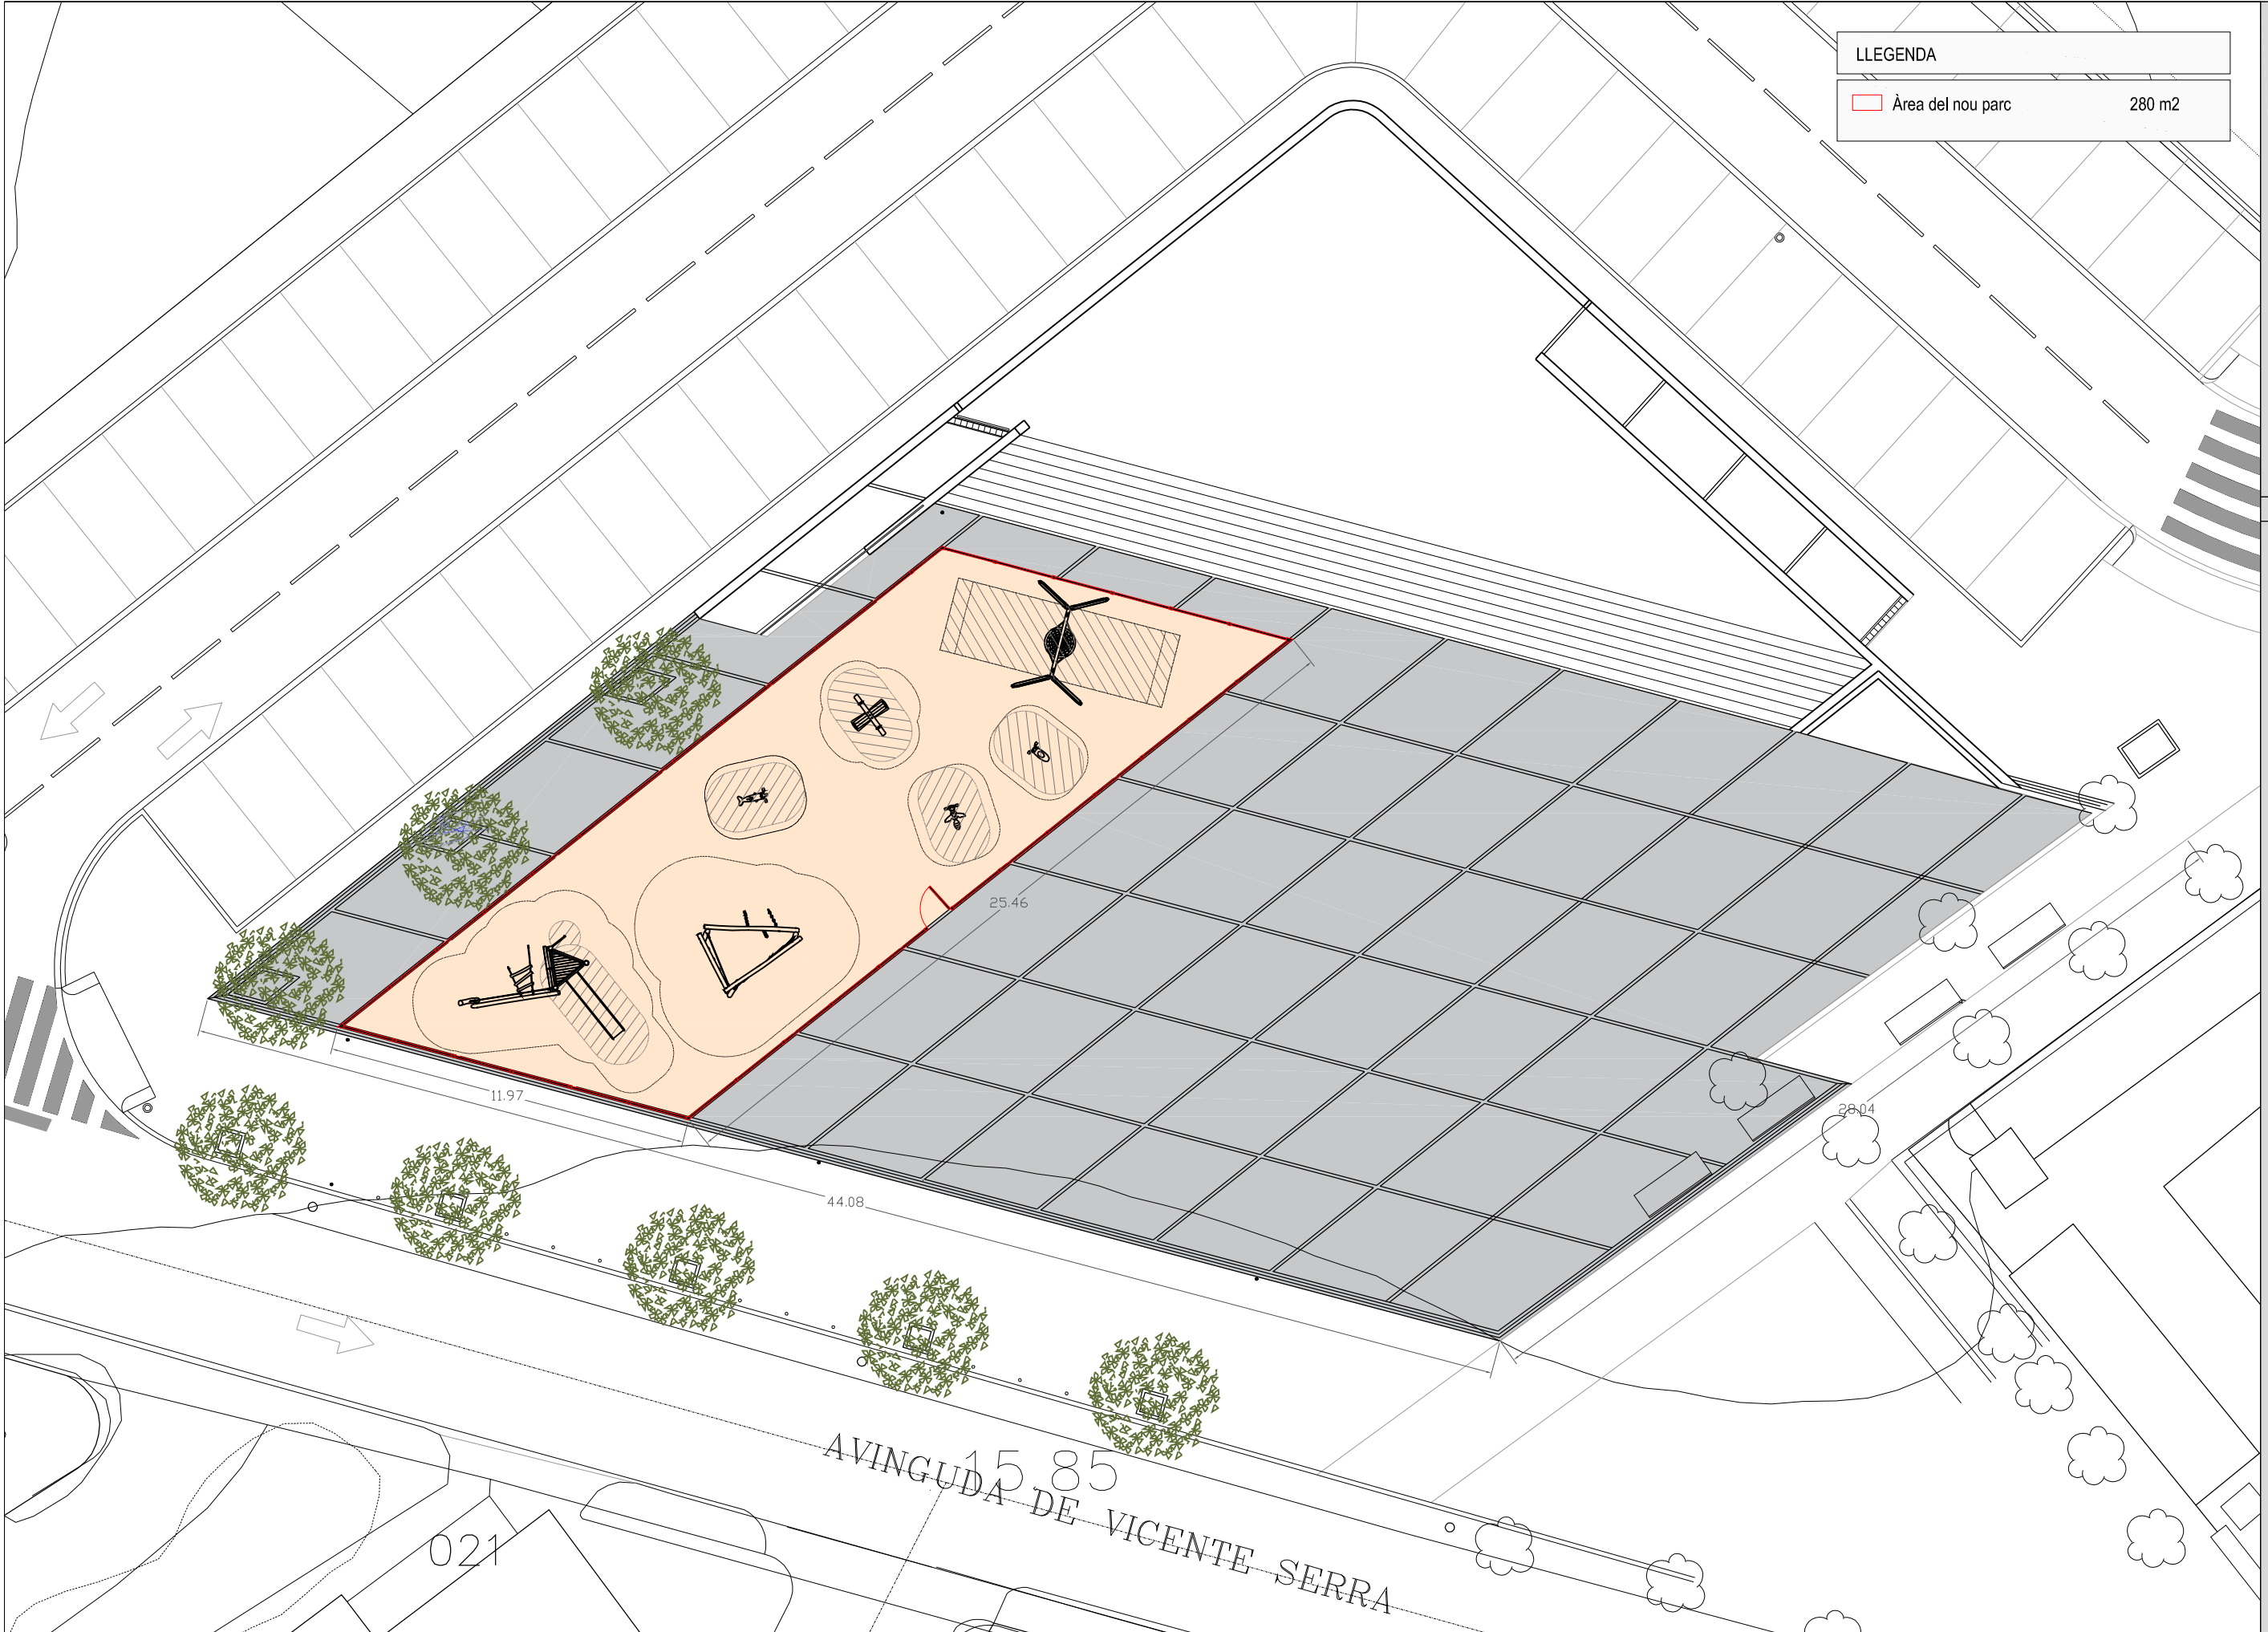 LLEGENDA
Àrea del nou parc 280 m2
25.46
11.97
28.04
44.08
15.85
AVINGUDA DE VICENTE SERRA
021